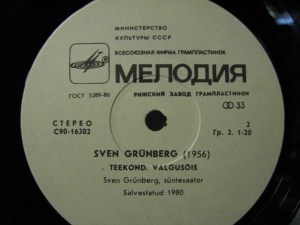 МИНИСТЕРСТВО
КУЛЬТУРЫ СССР
ВСЕСОЮЗНАЯ ФИРМА ГРАМПЛАСТИНОК
МЕЛОДИЯ
ГОСТ 5289-80
РИЖСКИЙ ЗАВОД ГРАМПЛАСТИНОК
33
СТЕРЕО
2
С90-16302
Гр. 2. 1-20
SVEN GRÜNBERG (1956)
. TEEKOND. VALGUSÕIS
Sven Grünberg, süntesaator
Salvestatud 1980